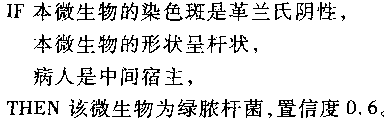 IF 本微生物的染色斑是革兰氏阴性,
本微生物的形状呈杆状,
病人是中间宿主,
THEN 该微生物为绿脓杆菌,置信度 0.6。